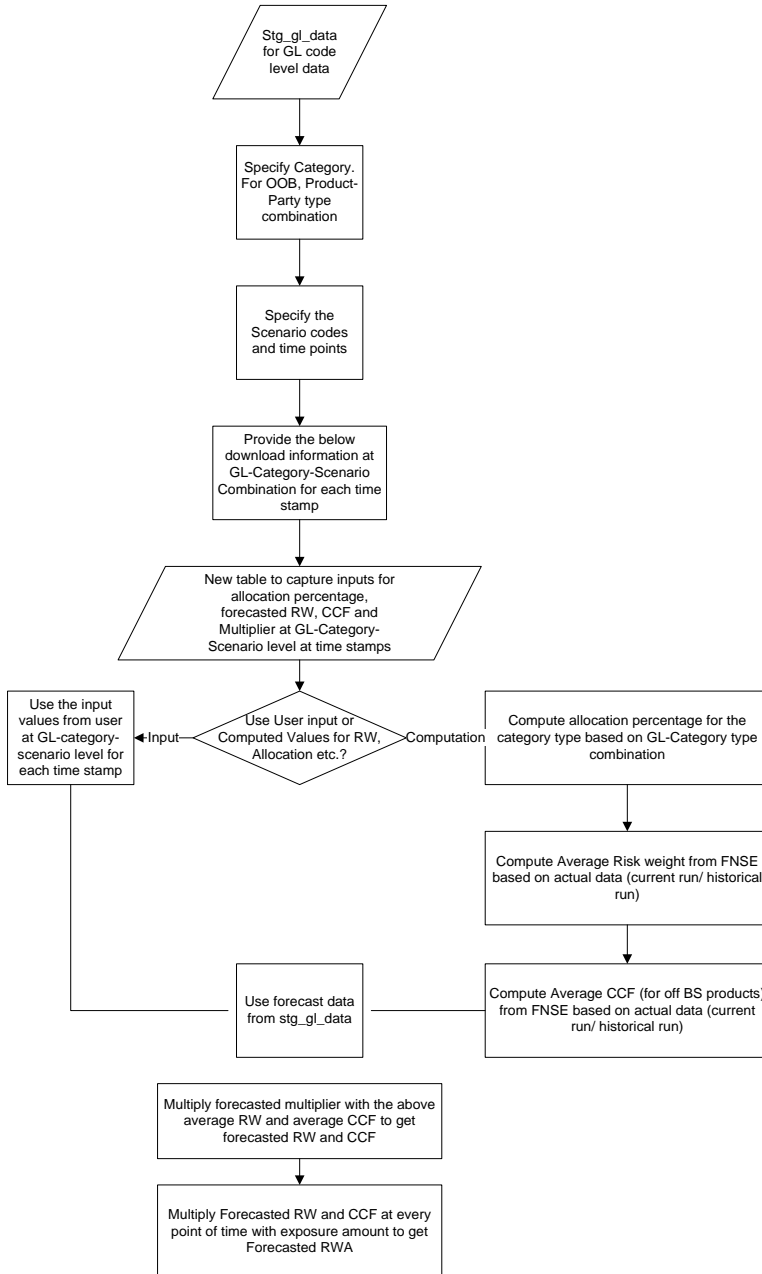 Stg_gl_data
for GL code
level data
Specify Category.
For OOB, Product-
Party type
combination
Specify the
Scenario codes
and time points
Provide the below
download information at
GL-Category-Scenario
Combination for each time
stamp
New table to capture inputs for
allocation percentage,
forecasted RW, CCF and
Multiplier at GL-Category-
Scenario level at time stamps
Use the input
values from user
at GL-category-
scenario level for
each time stamp
Input
Use User input or
Computed Values for RW,
Allocation etc.?
Computation
Compute allocation percentage for the
category type based on GL-Category type
combination
Compute Average Risk weight from FNSE
based on actual data (current run/ historical
run)
Use forecast data
from stg_gl_data
Compute Average CCF (for off BS products)
from FNSE based on actual data (current
run/ historical run)
Multiply forecasted multiplier with the above
average RW and average CCF to get
forecasted RW and CCF
Multiply Forecasted RW and CCF at every
point of time with exposure amount to get
Forecasted RWA